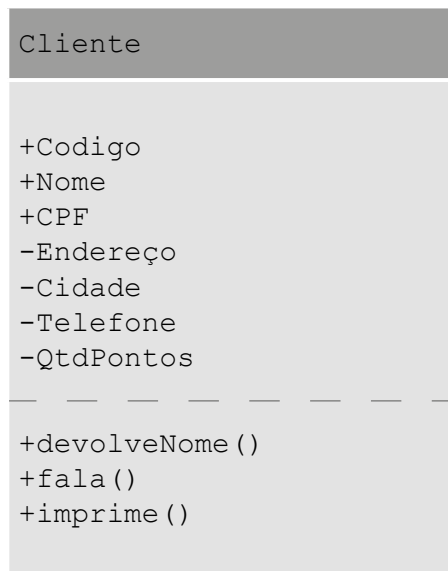 Cliente
+Codigo
+Nome
+CPF
-Endereço
-Cidade
-Telefone
-QtdPontos
+devolveNome()
+fala()
+imprime()